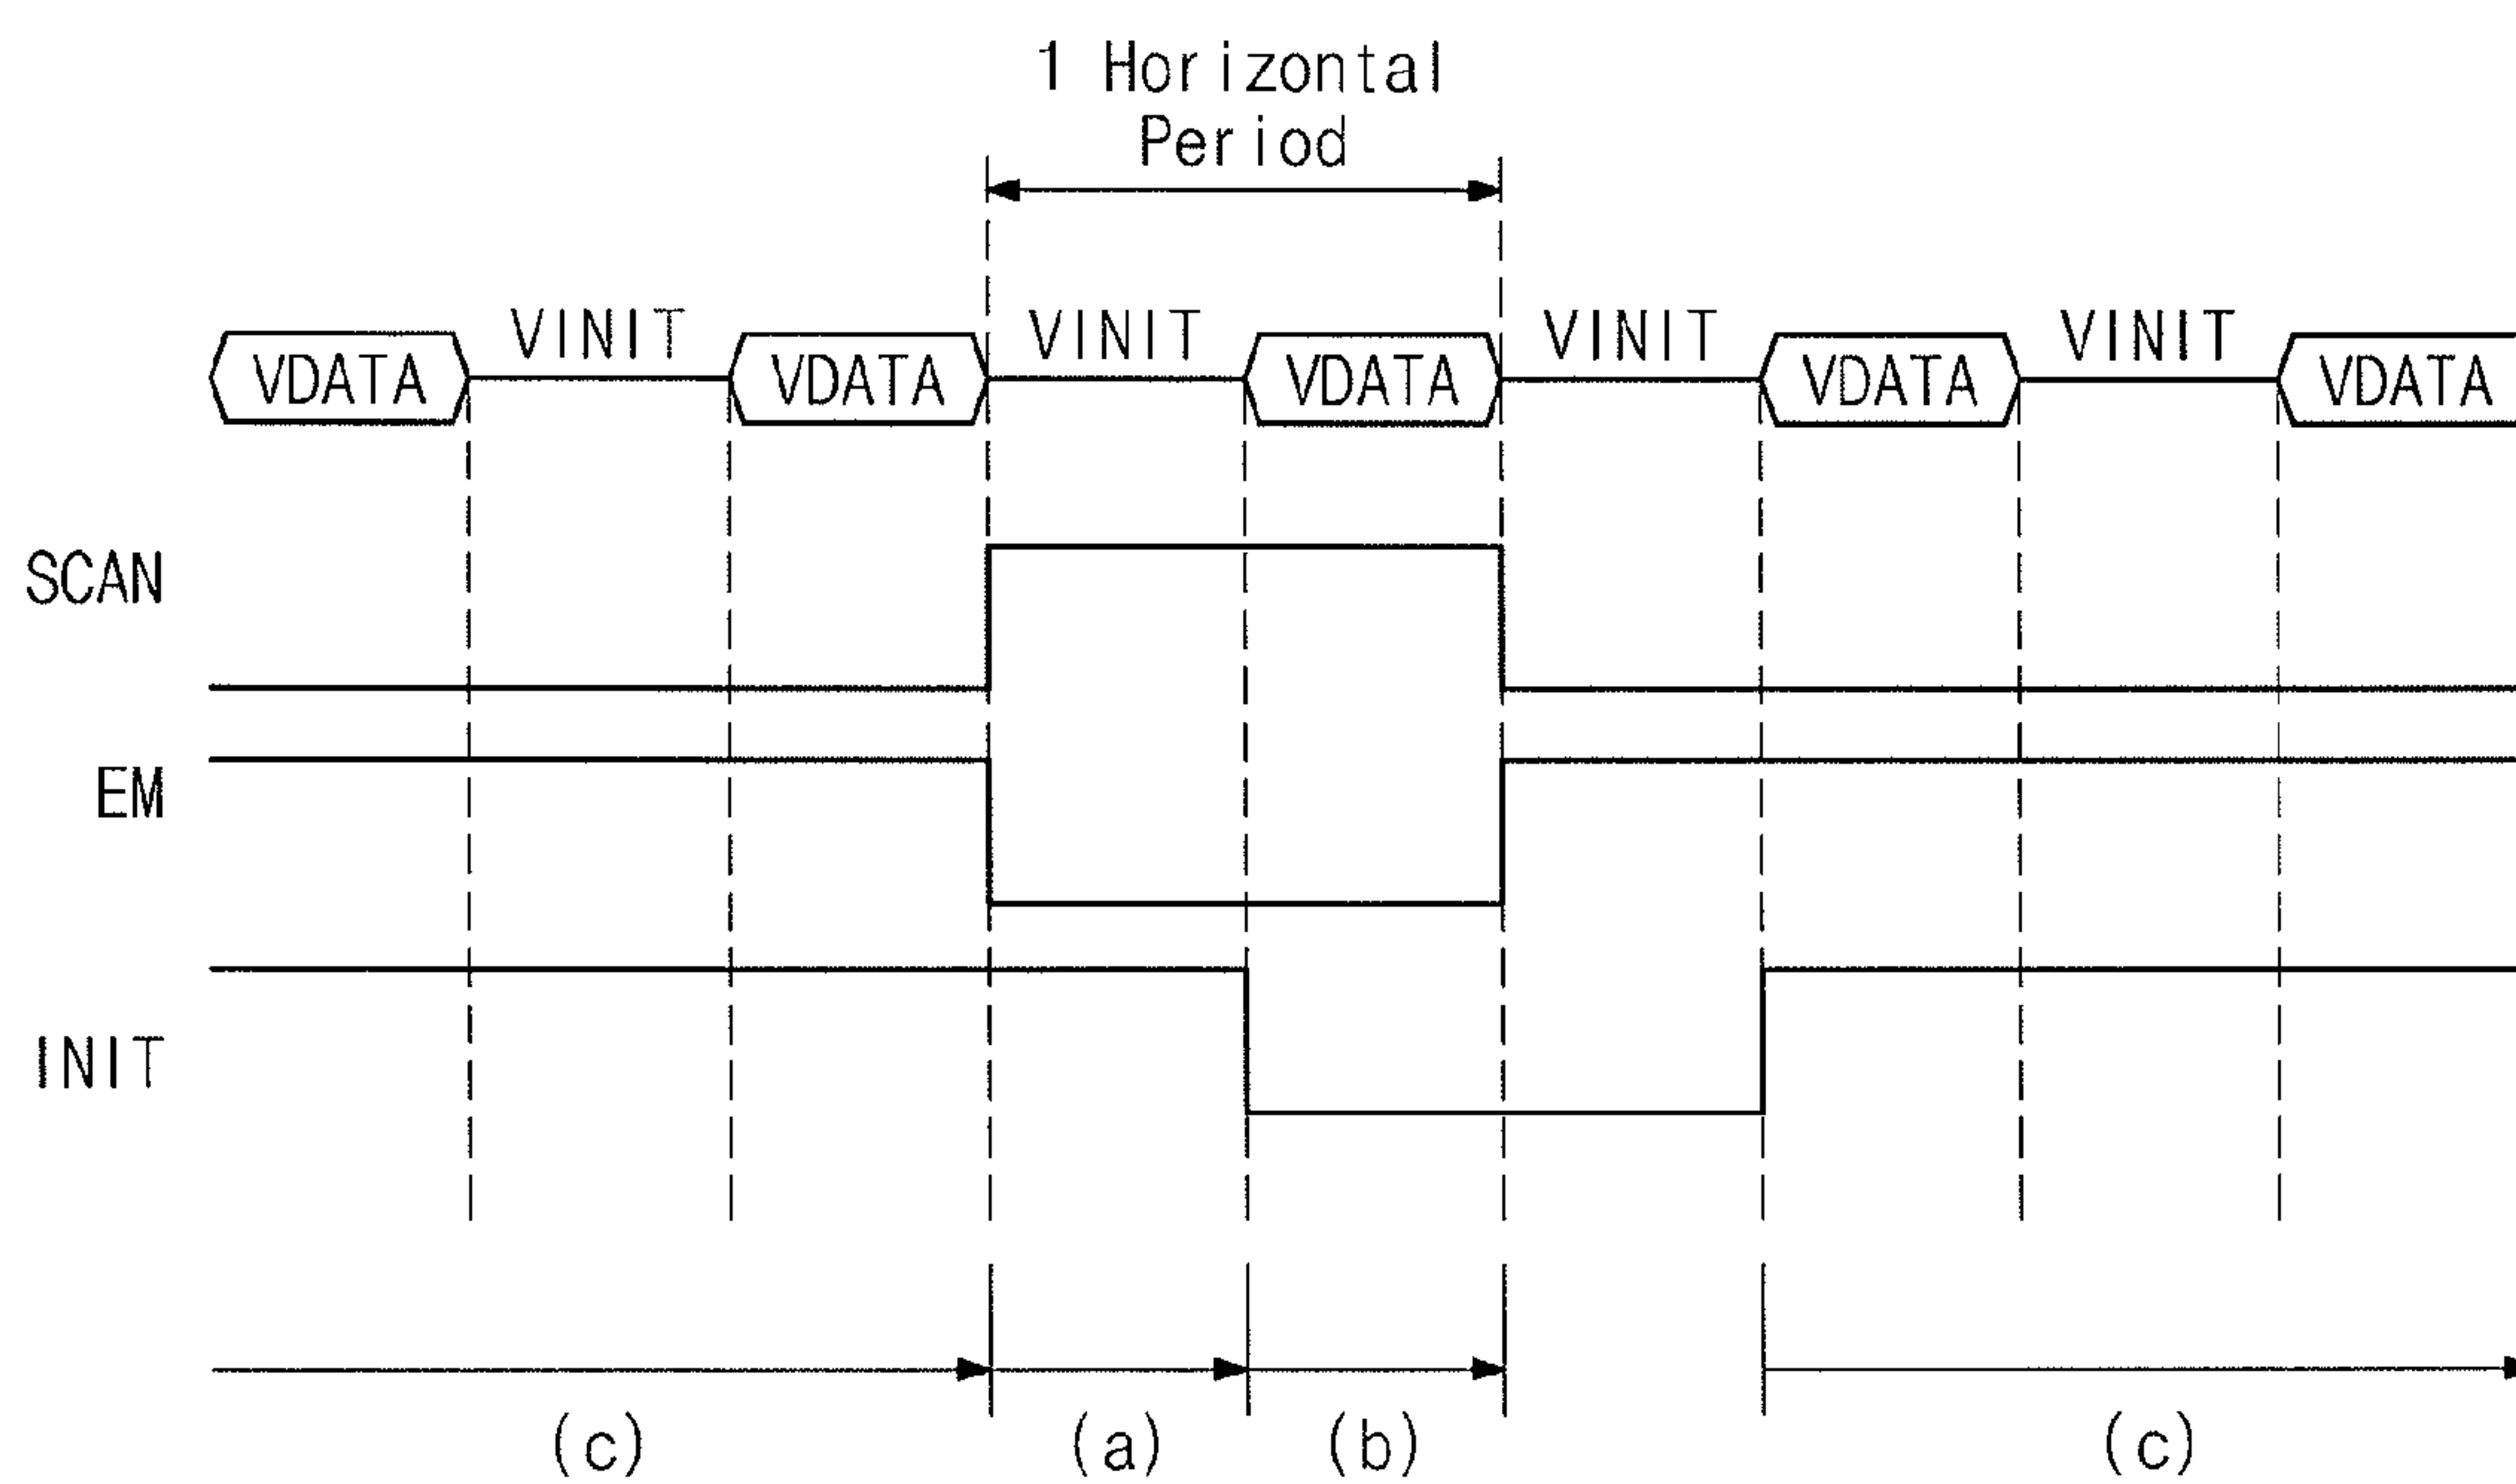 1 Horizontal
Period
VDATA VINIT VDATA VINIT VDATA VINIT VDATA VINIT VDATA
SCAN
EM
INIT
(c) (a) (b) (c)